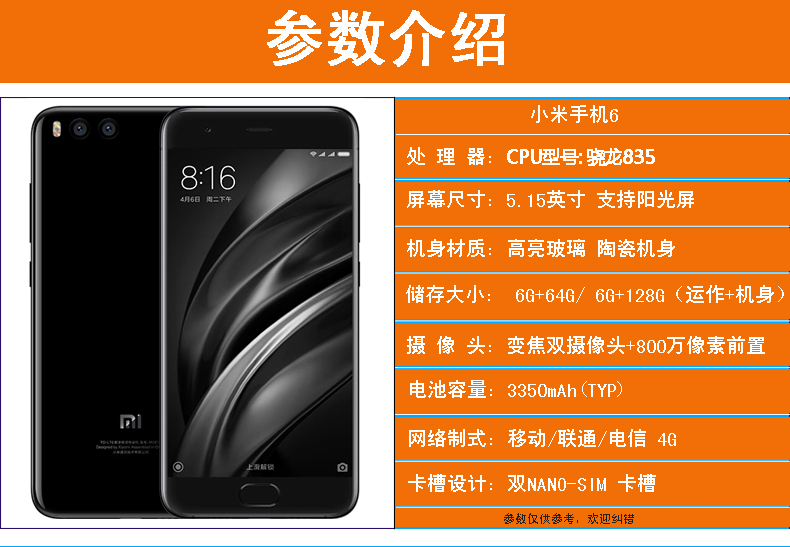 参数介绍
小米手机6
处 理 器: CPU型号: 骁龙835
屏幕尺寸: 5.15英寸 支持阳光屏
机身材质: 高亮玻璃 陶瓷机身
储存大小: 6G+64G/ 6G+128G (运作+机身)
摄 像 头: 变焦双摄像头+800万像素前置
电池容量: 3350mAh(TYP)
网络制式: 移动/联通/电信 4G
卡槽设计: 双NANO-SIM 卡槽
参数仅供参考, 欢迎纠错
8:16
4月6日 周二下午
上滑解锁
mi